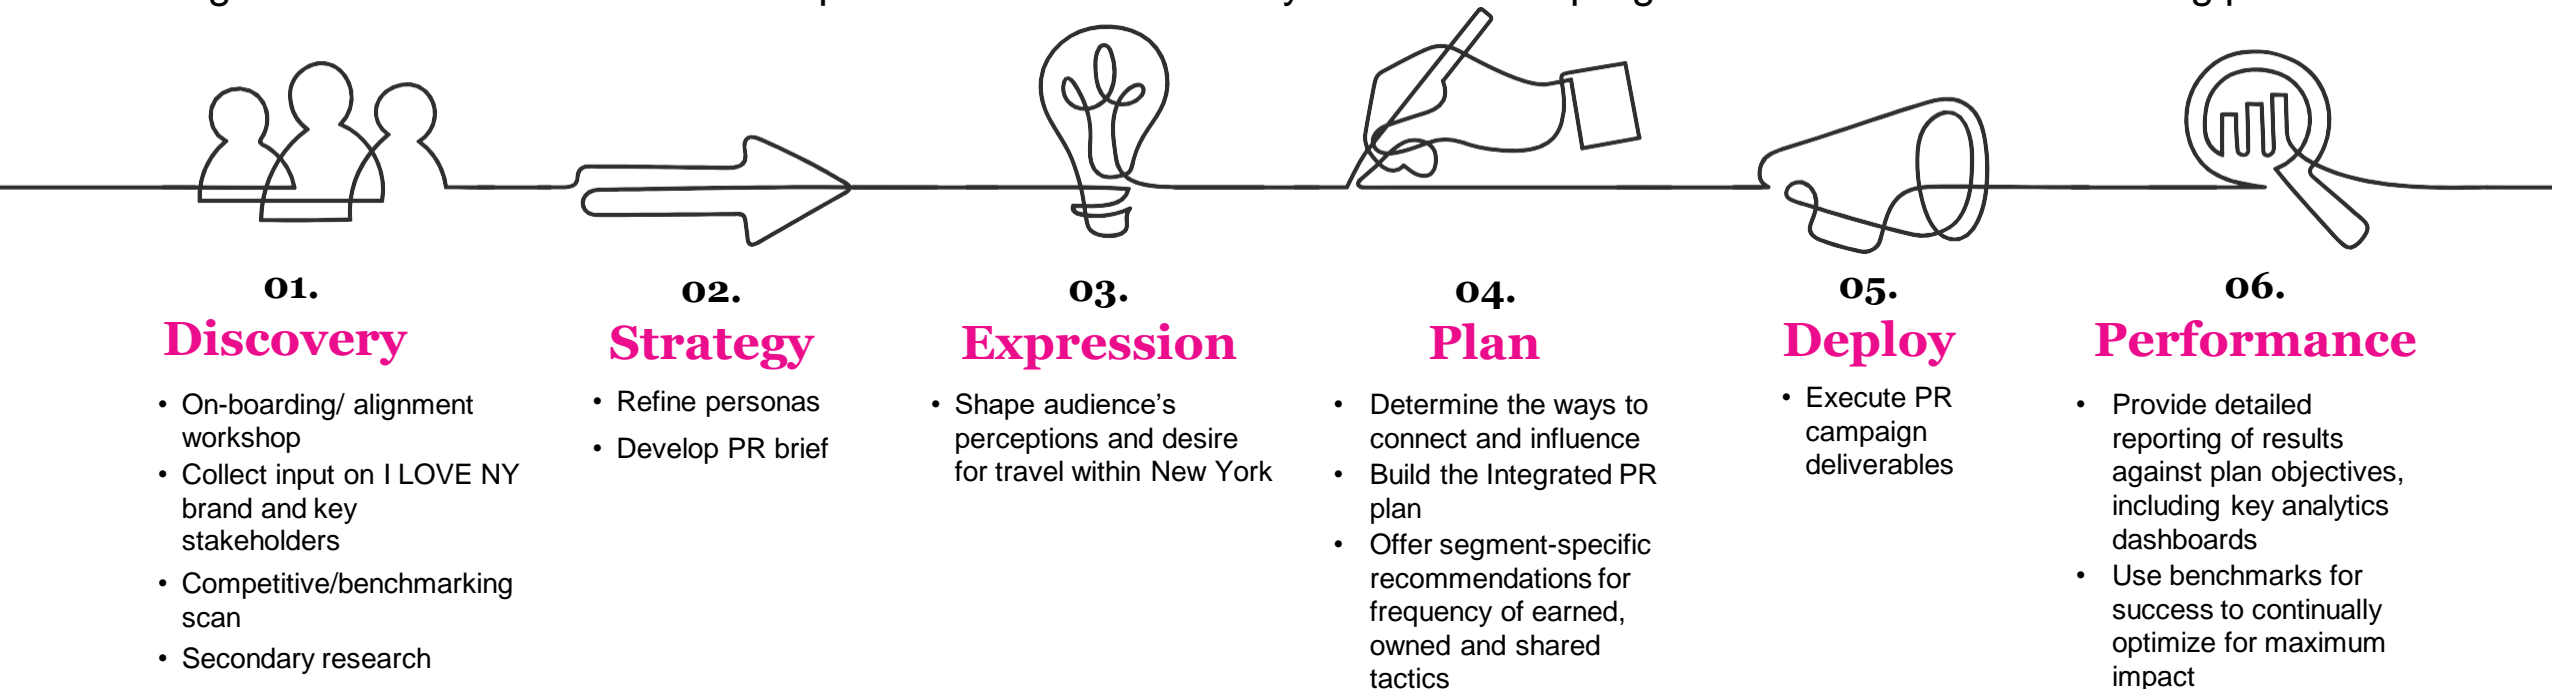 01.
Discovery
• On-boarding/ alignment
workshop
• Collect input on I LOVE NY
brand and key
stakeholders
• Competitive/benchmarking
scan
• Secondary research
02.
Strategy
• Refine personas
• Develop PR brief
03.
Expression
• Shape audience's
perceptions and desire
for travel within New York
04.
Plan
• Determine the ways to
connect and influence
• Build the Integrated PR
plan
• Offer segment-specific
recommendations for
frequency of earned,
owned and shared
tactics
05.
Deploy
• Execute PR
campaign
deliverables
06.
Performance
• Provide detailed
reporting of results
against plan objectives,
including key analytics
dashboards
• Use benchmarks for
success to continually
optimize for maximum
impact